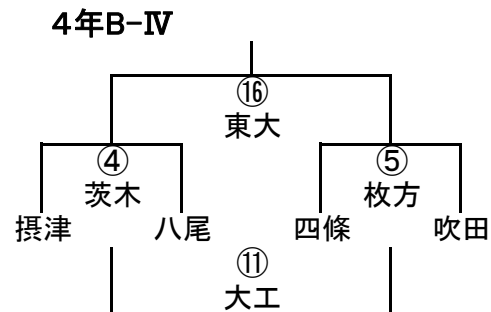 4年B-Ⅳ
⑯
東大
④ ⑤
茨木 枚方
摂津 八尾 四條 吹田
⑪
大工